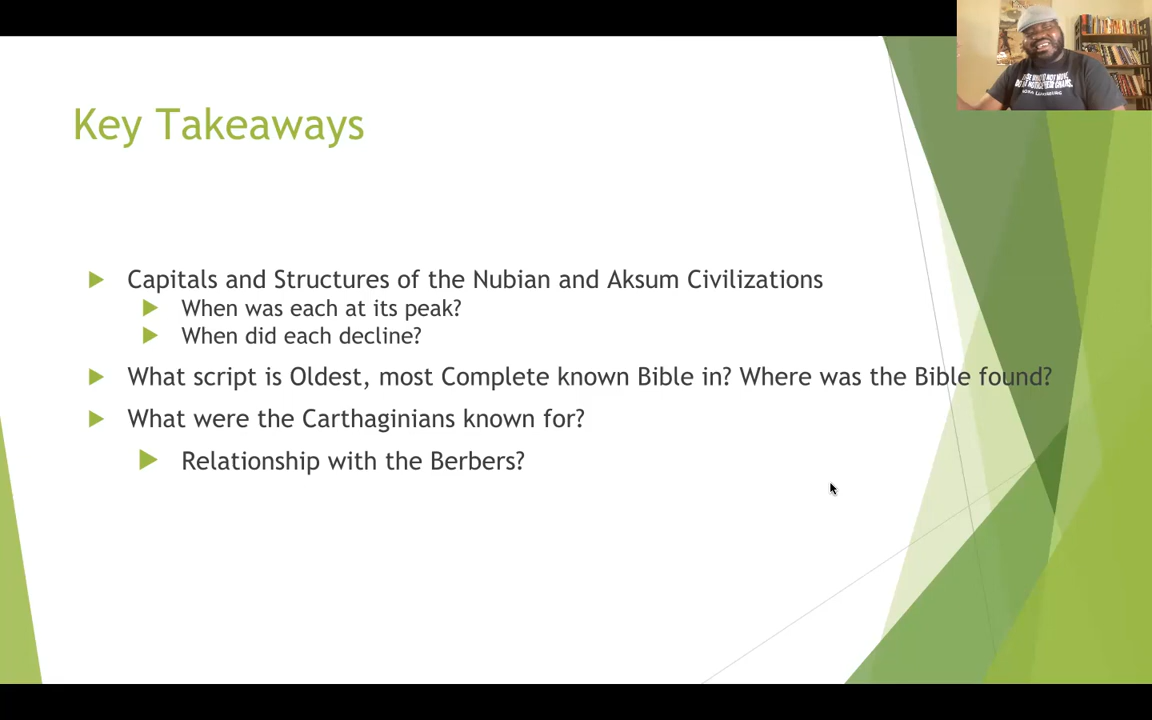 Key Takeaways
Capitals and Structures of the Nubian and Aksum Civilizations
When was each at its peak?
When did each decline?
What script is Oldest, most Complete known Bible in? Where was the Bible found?
What were the Carthaginians known for?
Relationship with the Berbers?